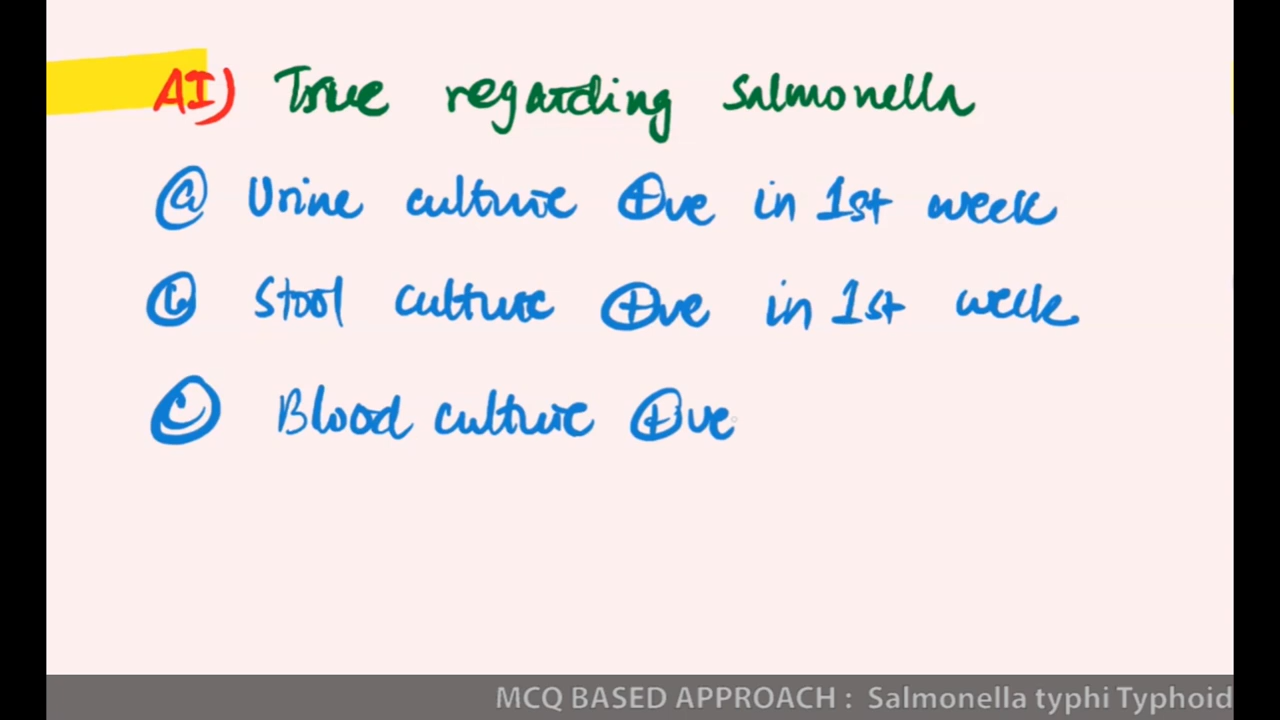 AI) True regarding Salmonella
ⓐ Urine culture ⊕ve in 1st week
ⓑ Stool culture ⊕ve in 1st week
ⓒ Blood culture ⊕ve
MCQ BASED APPROACH : Salmonella typhi Typhoid